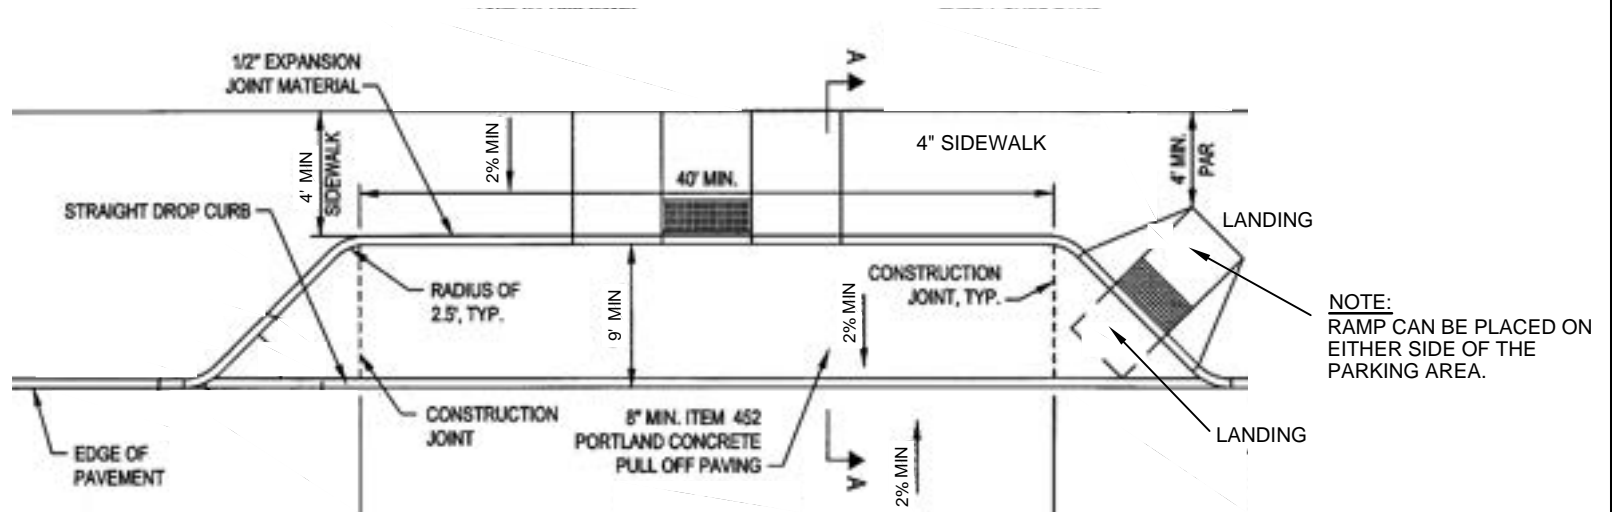 A
1/2" EXPANSION
JOINT MATERIAL
4' MIN
SIDEWALK
2% MIN
4" SIDEWALK
4' MIN.
PAR
40' MIN.
STRAIGHT DROP CURB
LANDING
RADIUS OF
2.5', TYP.
9' MIN
2% MIN
CONSTRUCTION
JOINT, TYP.
NOTE:
RAMP CAN BE PLACED ON
EITHER SIDE OF THE
PARKING AREA.
CONSTRUCTION
JOINT
8" MIN. ITEM 452
PORTLAND CONCRETE
PULL OFF PAVING
LANDING
EDGE OF
PAVEMENT
A
2% MIN